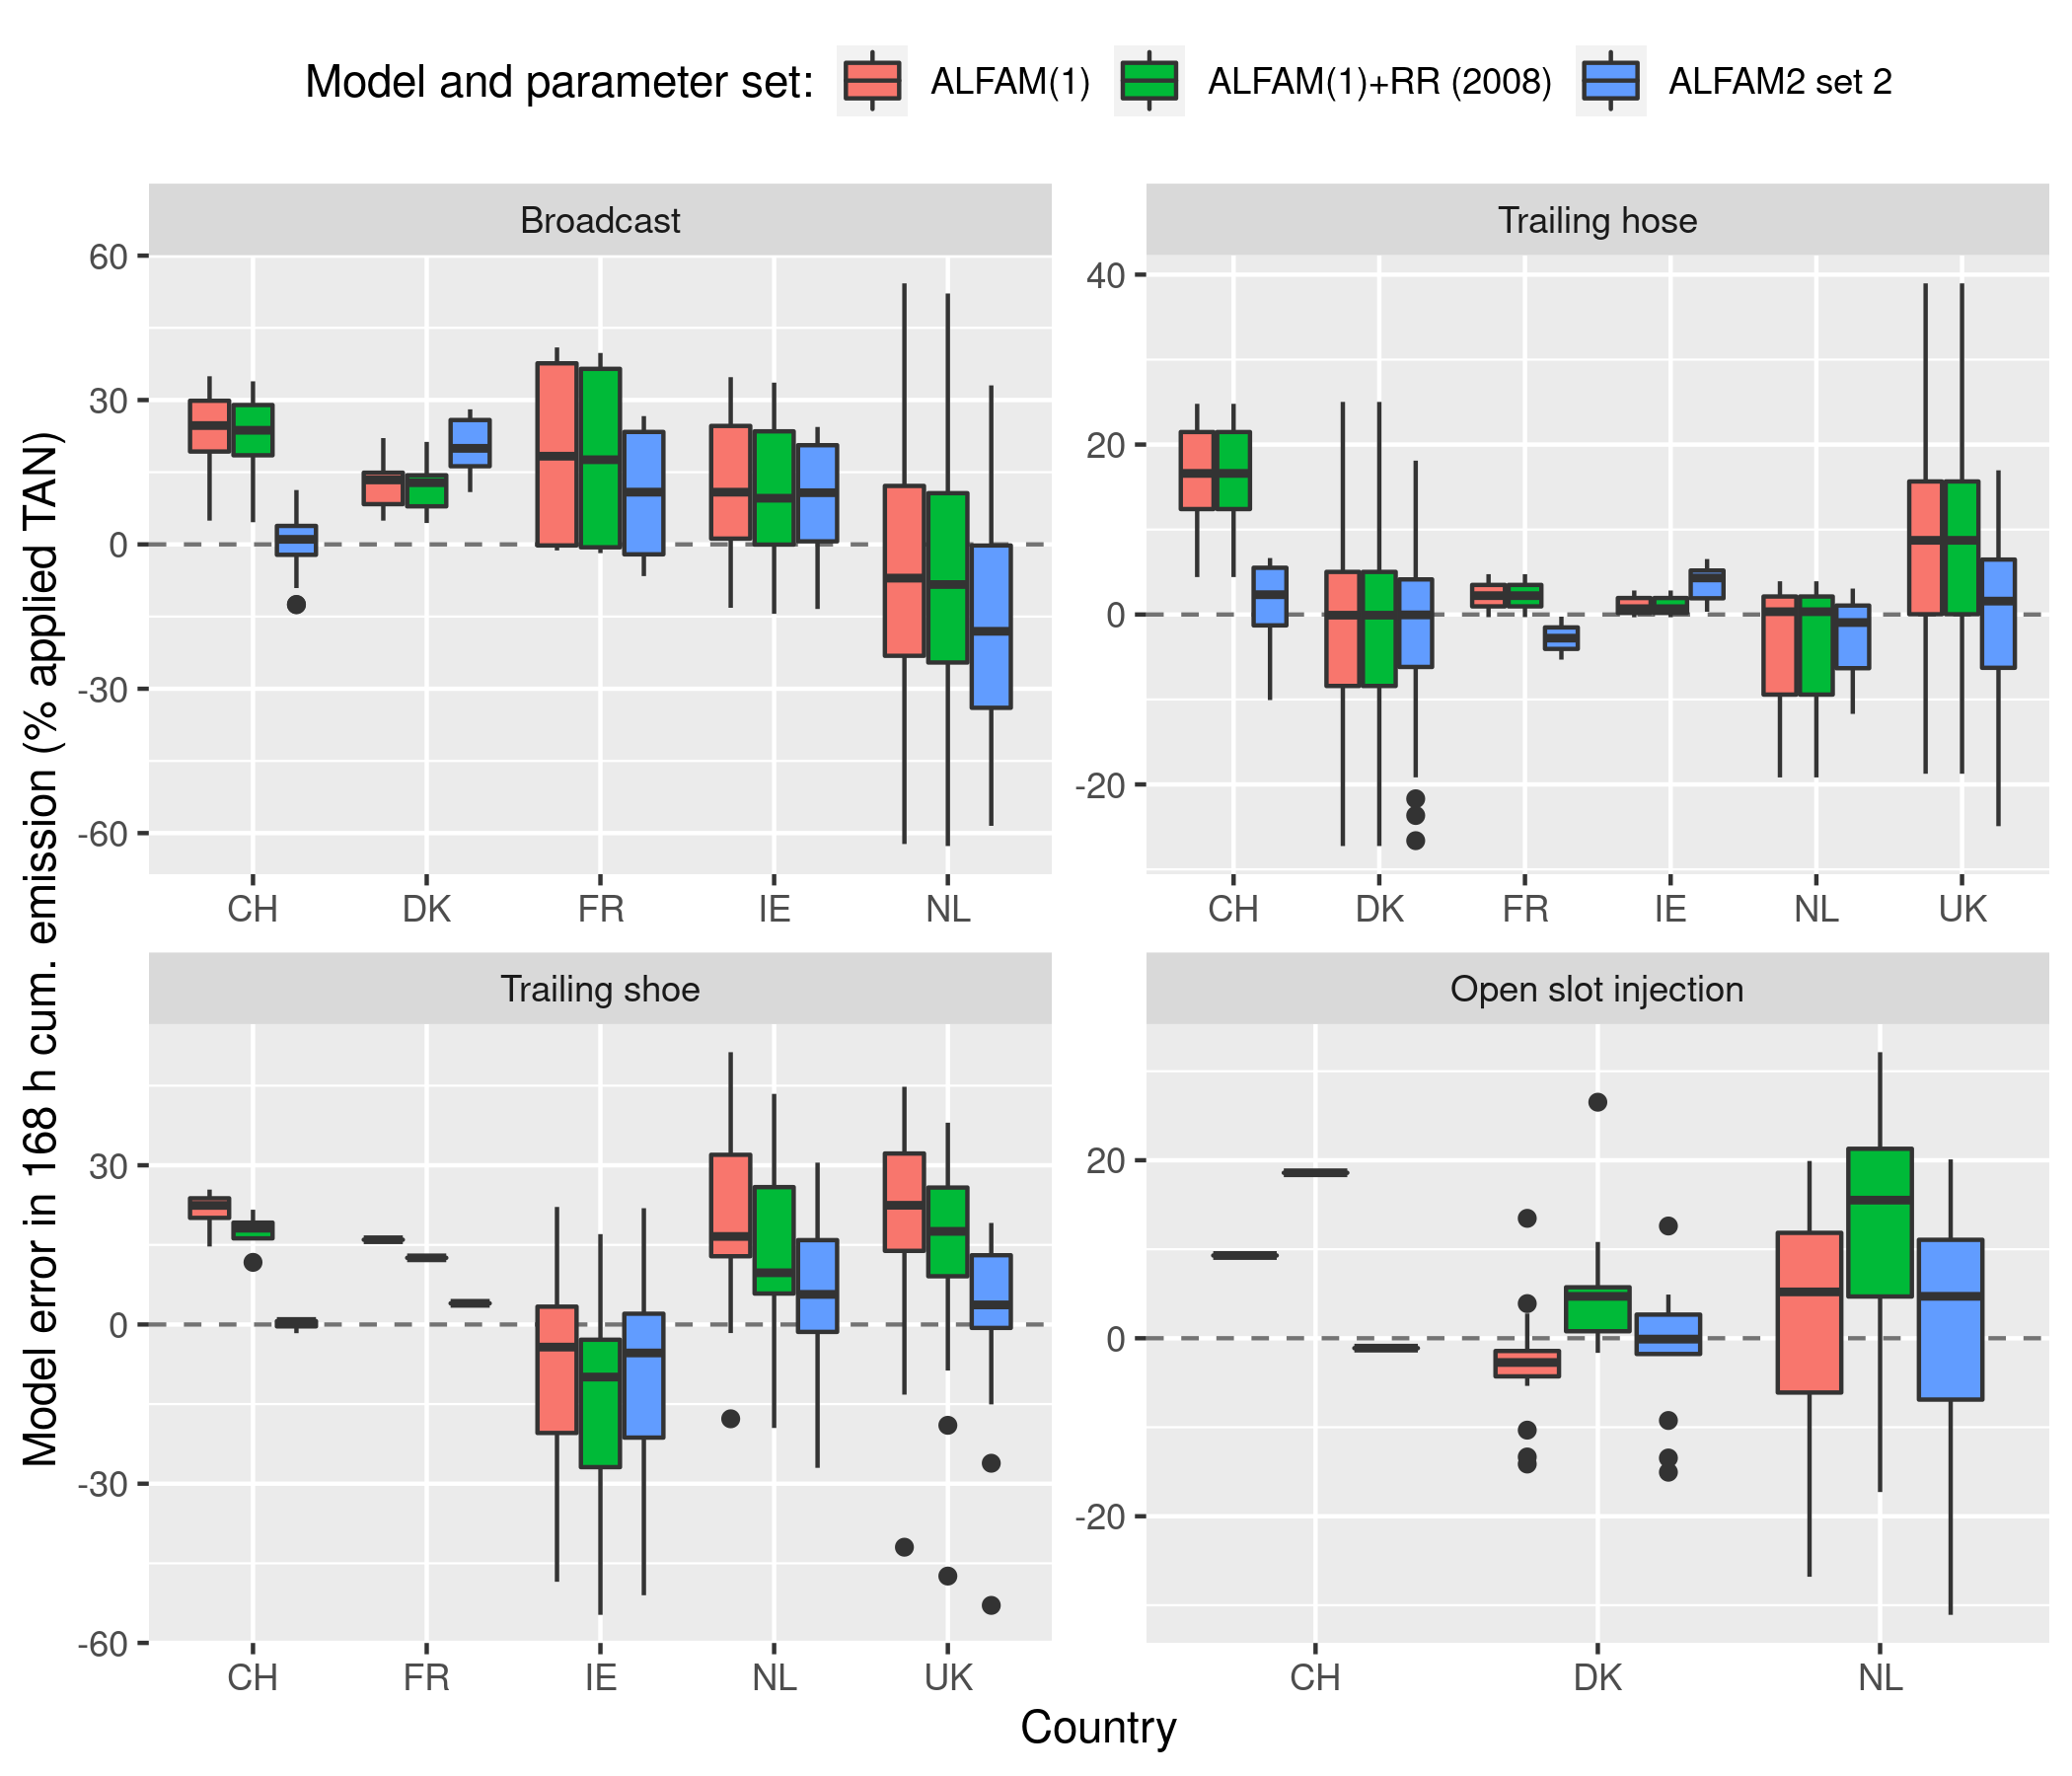 Model and parameter set: ALFAM(1) ALFAM(1)+RR (2008) ALFAM2 set 2
Broadcast
60
30
0
-30
-60
CH DK FR IE NL
Trailing hose
40
20
0
-20
CH DK FR IE NL UK
Trailing shoe
30
0
-30
-60
CH FR IE NL UK
Open slot injection
20
0
-20
CH DK NL
Model error in 168 h cum. emission (% applied TAN)
Country